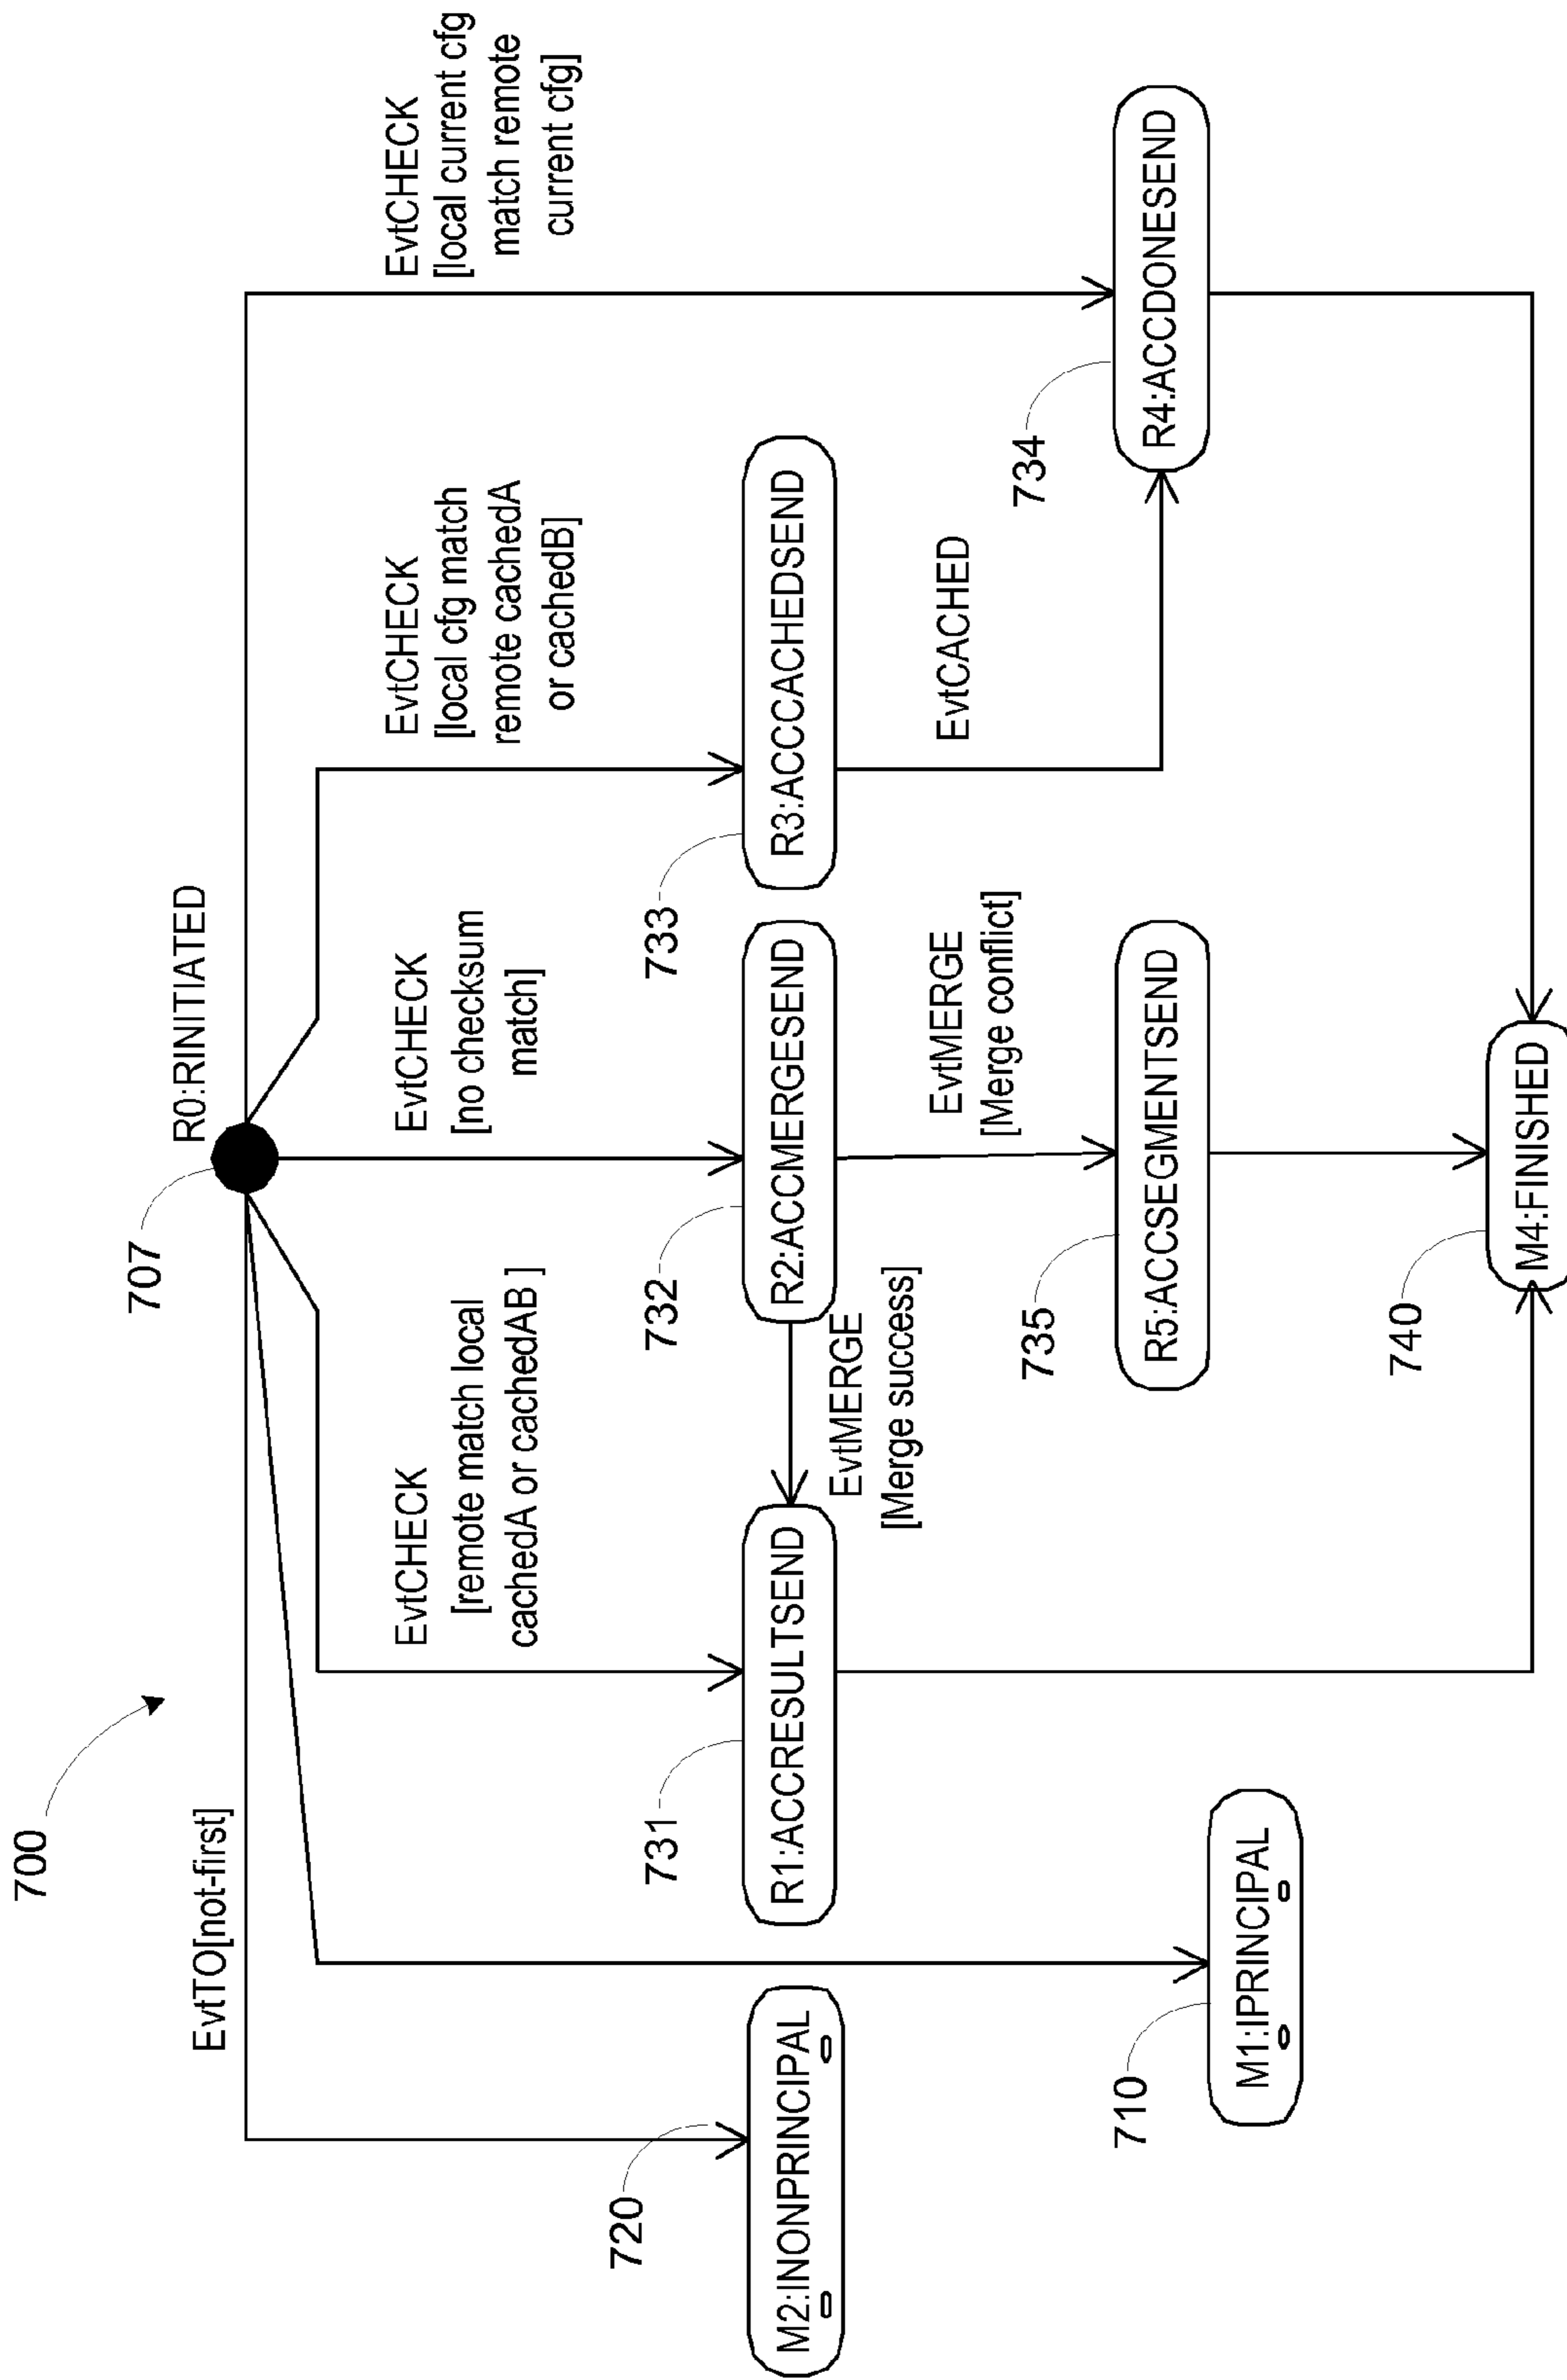 700
R0:RINITIATED
707
EvtTO[not-first]
EvtCHECK
[remote match local
cachedA or cachedAB ]
EvtCHECK
[no checksum
match]
EvtCHECK
[local cfg match
remote cachedA
or cachedB]
EvtCHECK
[local current cfg
match remote
current cfg]
720
M2:INONPRINCIPAL
731
R1:ACCRESULTSEND
732
R2:ACCMERGESEND
733
R3:ACCCACHEDSEND
EvtMERGE
[Merge success]
EvtMERGE
[Merge conflict]
EvtCACHED
710
M1:IPRINCIPAL
735
R5:ACCSEGMENTSEND
734
R4:ACCDONESEND
740
M4:FINISHED